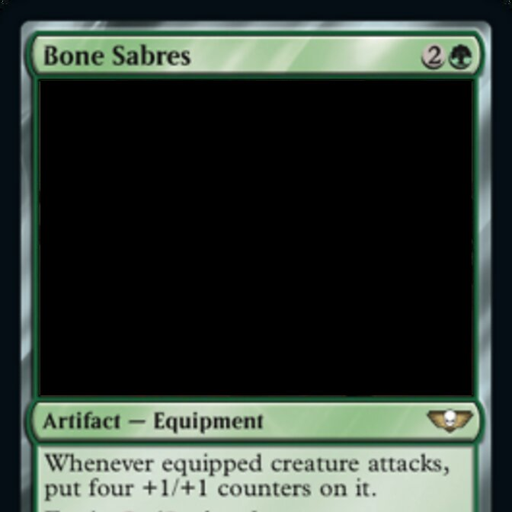 Bone Sabres 2
Artifact — Equipment
Whenever equipped creature attacks,
put four +1/+1 counters on it.